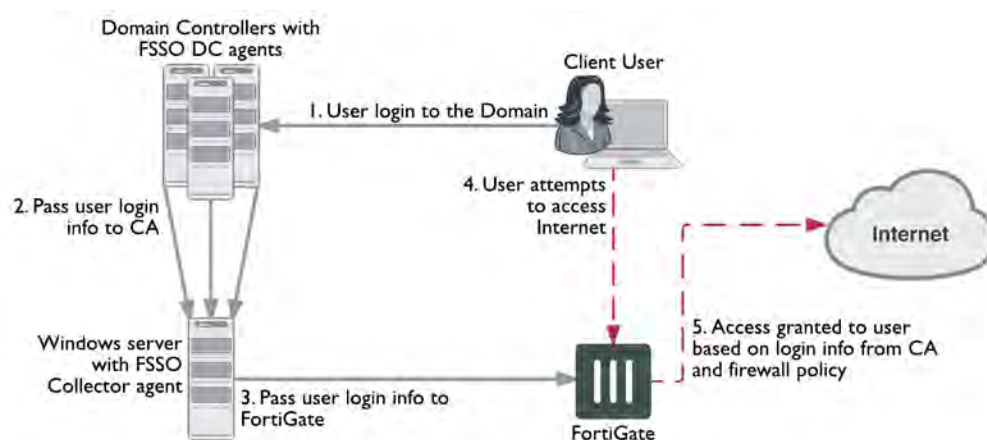 Domain Controllers with
FSSO DC agents
Client User
1. User login to the Domain
2. Pass user login
info to CA
4. User attempts
to access
Internet
Internet
Windows server
with FSSO
Collector agent
3. Pass user login info to
FortiGate
5. Access granted to user
based on login info from CA
and firewall policy
FortiGate